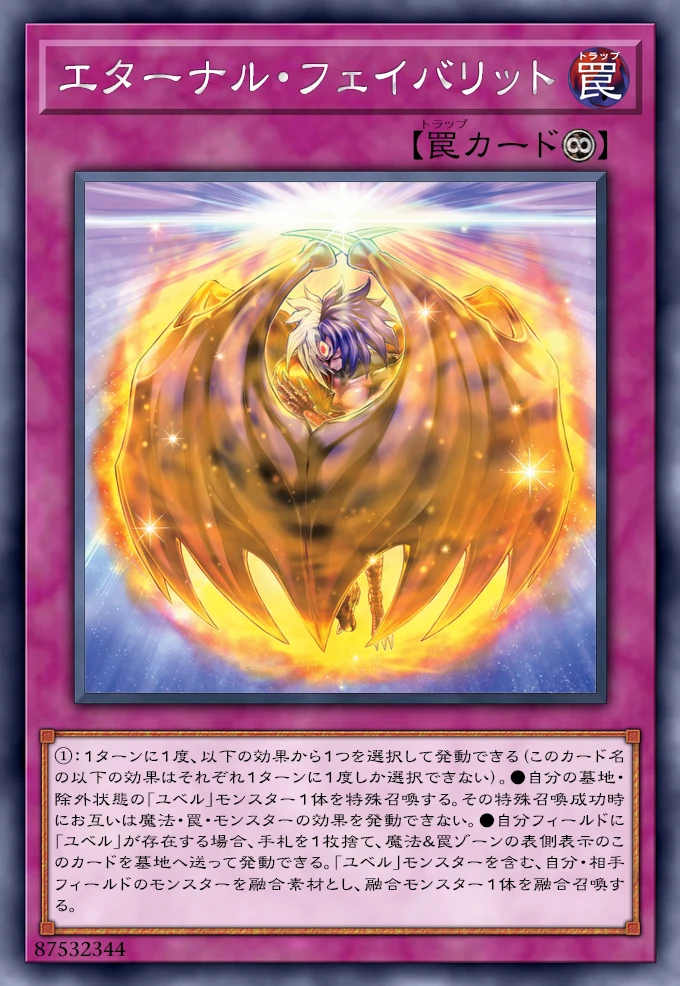 エターナル・フェイバリット
トラップ
罠
トラップ
【罠カード】
①：1ターンに1度、以下の効果から1つを選択して発動できる（このカード名
の以下の効果はそれぞれ1ターンに1度しか選択できない）。●自分の墓地・
除外状態の「ユベル」モンスター1体を特殊召喚する。その特殊召喚成功時
にお互いは魔法・罠・モンスターの効果を発動できない。●自分フィールドに
「ユベル」が存在する場合、手札を1枚捨て、魔法&罠ゾーンの表側表示のこ
のカードを墓地へ送って発動できる。「ユベル」モンスターを含む、自分・相手
フィールドのモンスターを融合素材とし、融合モンスター1体を融合召喚す
る。
87532344